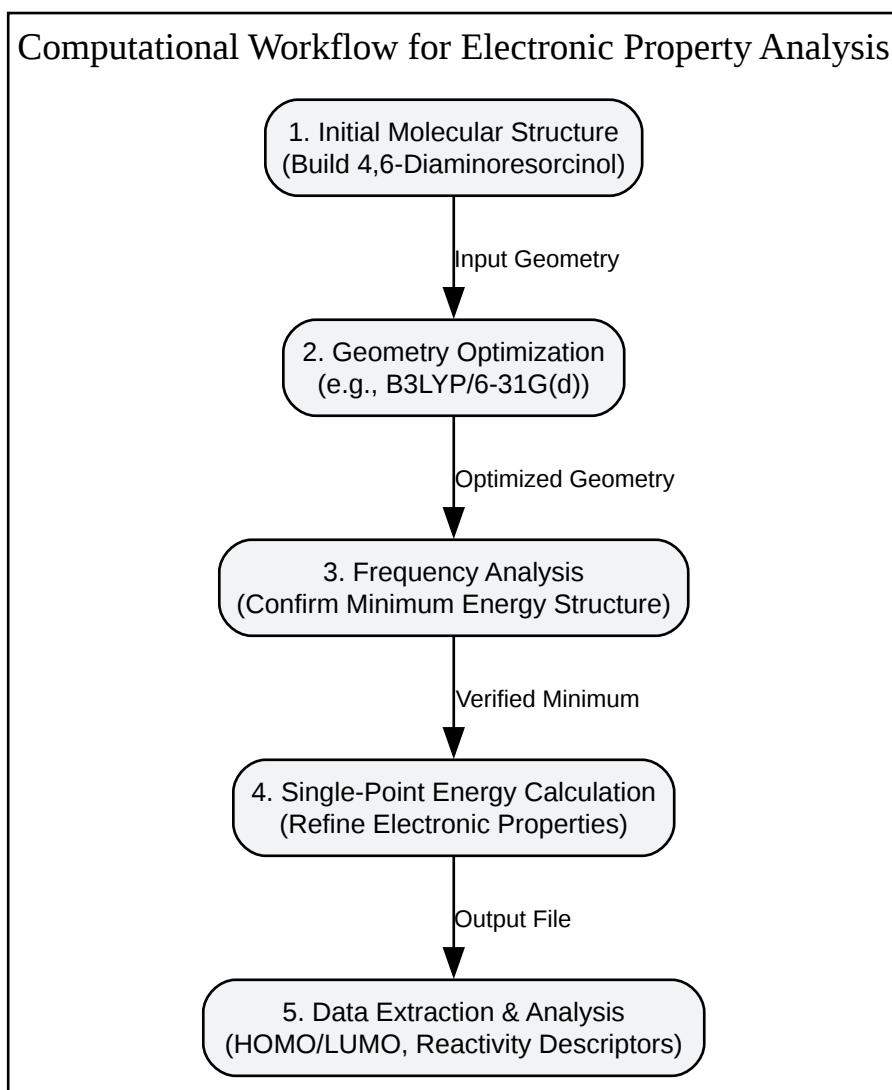 Computational Workflow for Electronic Property Analysis
1. Initial Molecular Structure
(Build 4,6-Diaminoresorcinol)
Input Geometry
2. Geometry Optimization
(e.g., B3LYP/6-31G(d))
Optimized Geometry
3. Frequency Analysis
(Confirm Minimum Energy Structure)
Verified Minimum
4. Single-Point Energy Calculation
(Refine Electronic Properties)
Output File
5. Data Extraction & Analysis
(HOMO/LUMO, Reactivity Descriptors)